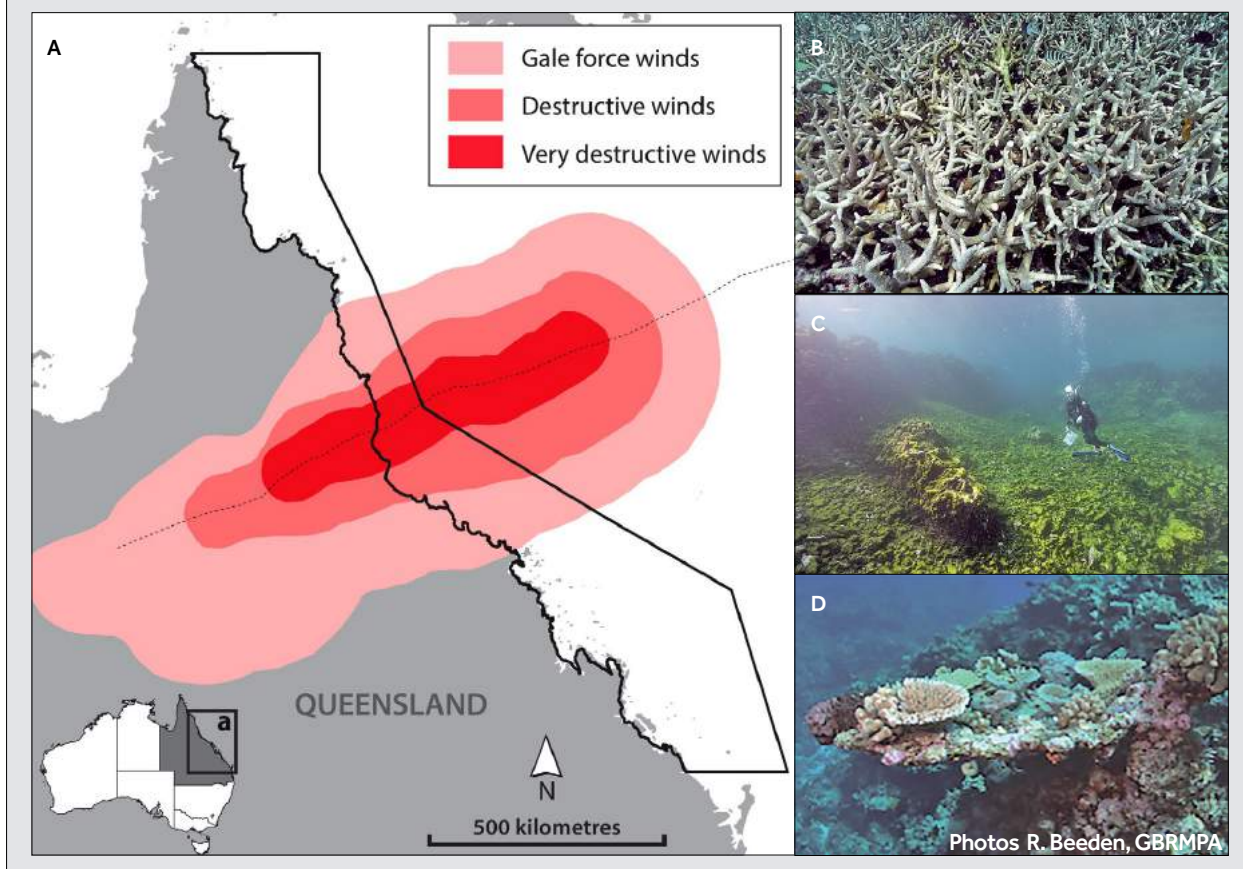 A
Gale force winds
Destructive winds
Very destructive winds
QUEENSLAND
a
N
500 kilometres
B
C
D
Photos R. Beeden, GBRMPA